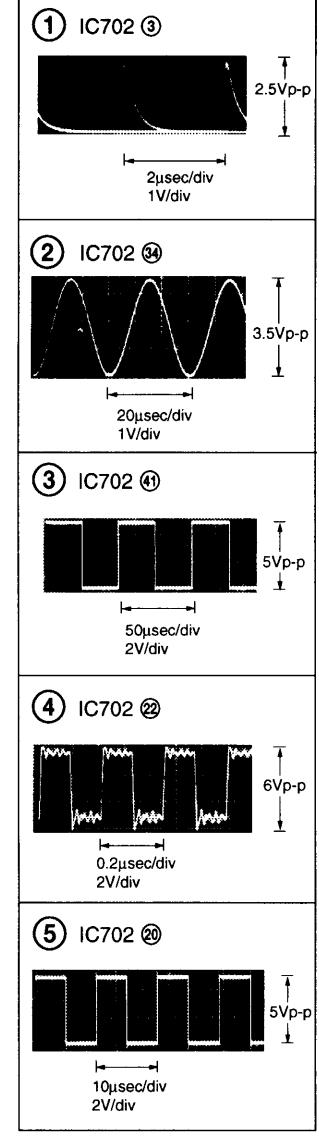 ① IC702 ③
2.5Vp-p
2µsec/div
1V/div
② IC702 ㉞
3.5Vp-p
20µsec/div
1V/div
③ IC702 ㊶
5Vp-p
50µsec/div
2V/div
④ IC702 ㉒
6Vp-p
0.2µsec/div
2V/div
⑤ IC702 ⑳
5Vp-p
10µsec/div
2V/div